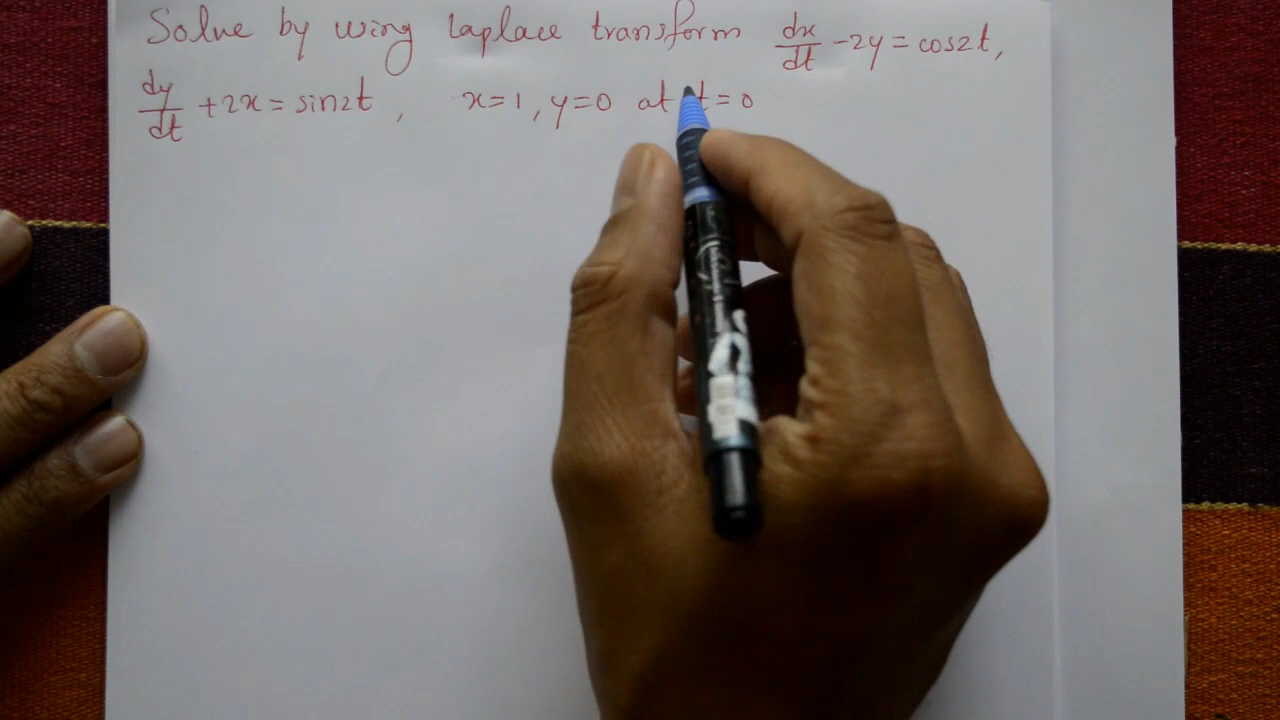 Solve by using Laplace transform dx/dt - 2y = cos2t,
dy/dt + 2x = sin2t, x=1, y=0 at t=0